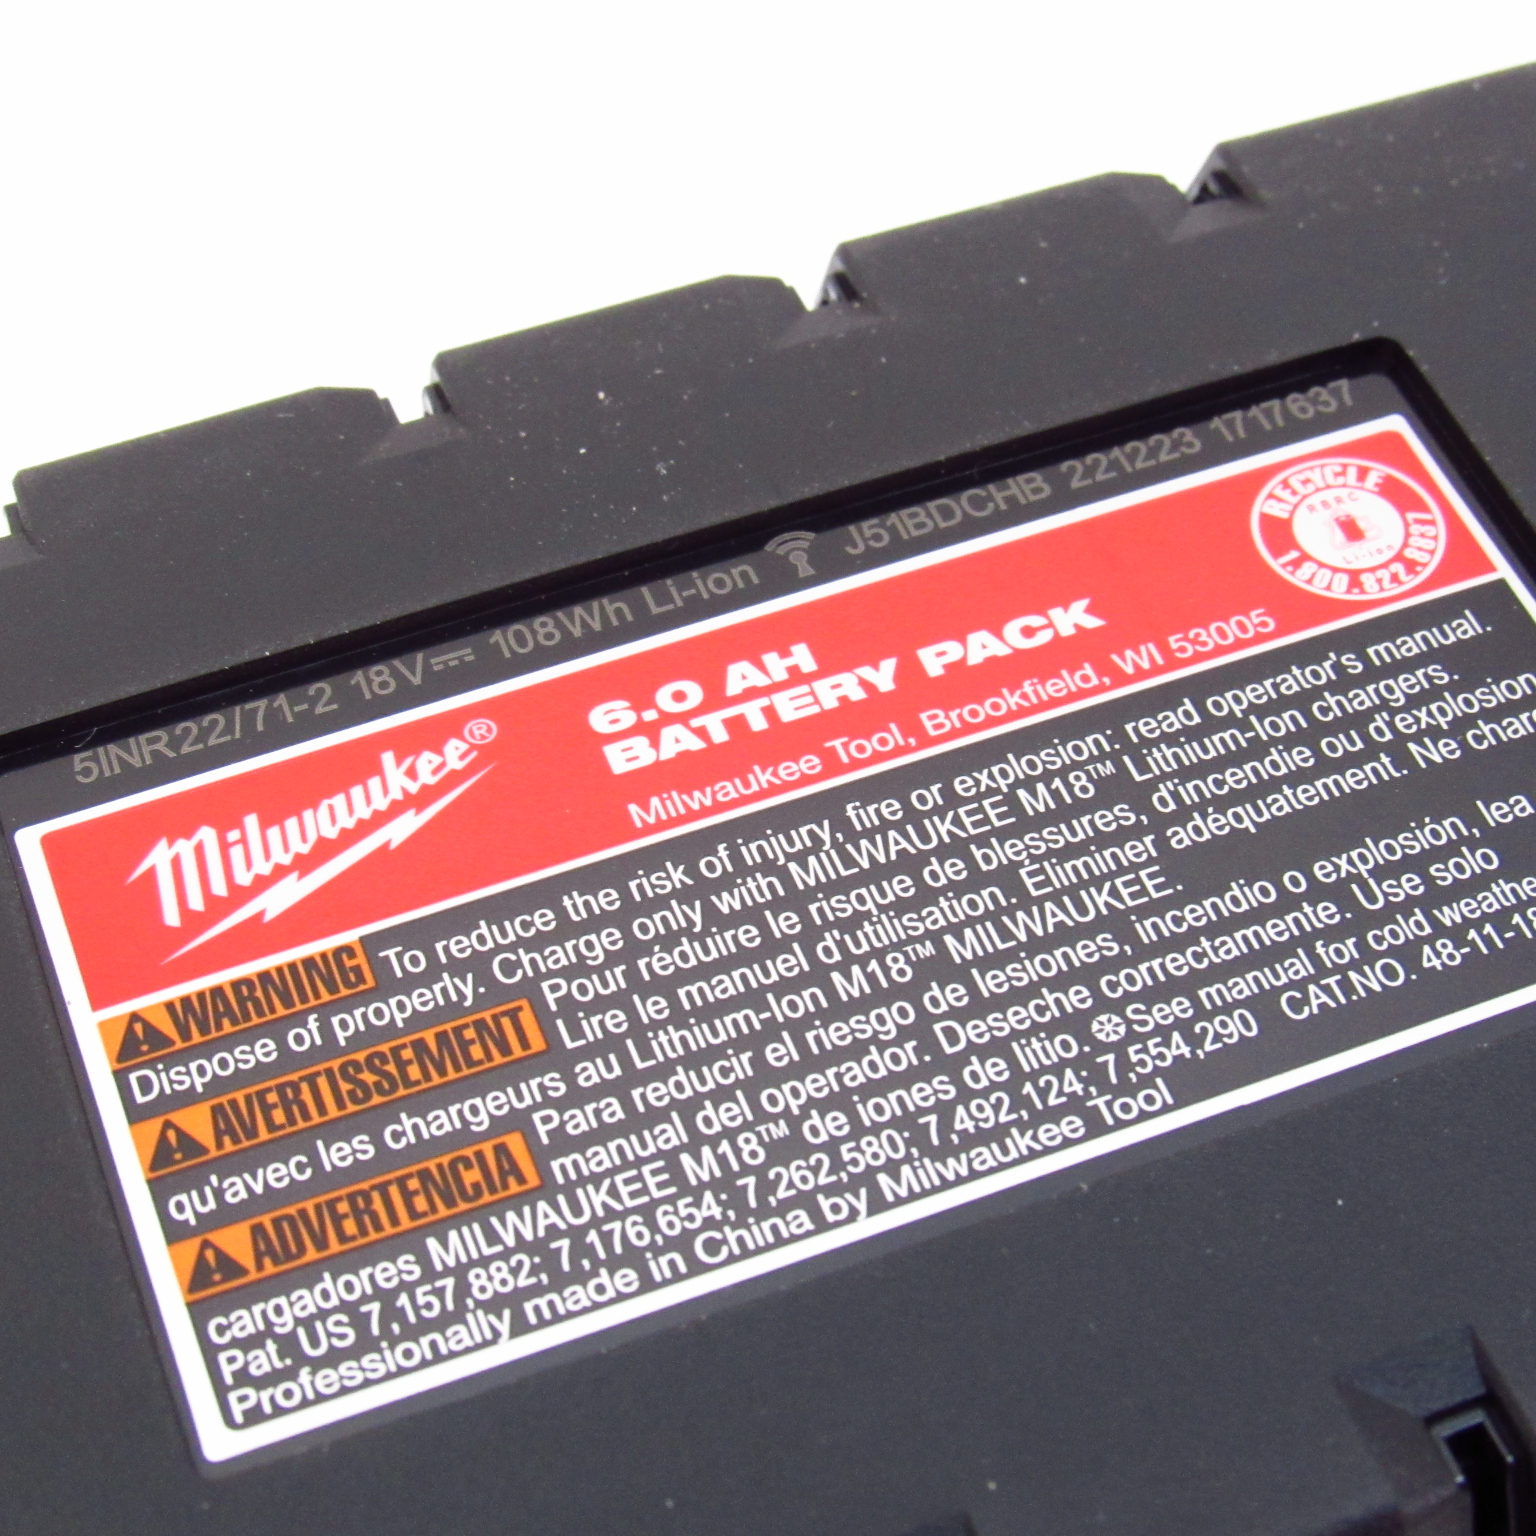 5INR22/71-2 18V 108Wh Li-ion J51BDCHB 221223 1717637
RECYCLE
RBRC
Li-ion
1.800.822.8837
Milwaukee®
6.0 AH
BATTERY PACK
Milwaukee Tool, Brookfield, WI 53005
WARNING To reduce the risk of injury, fire or explosion: read operator's manual.
Dispose of properly. Charge only with MILWAUKEE M18™ Lithium-Ion chargers.
AVERTISSEMENT Pour réduire le risque de blessures, d'incendie ou d'explosion
Lire le manuel d'utilisation. Éliminer adéquatement. Ne
qu'avec les chargeurs au Lithium-Ion M18™ MILWAUKEE.
ADVERTENCIA Para reducir el riesgo de lesiones, incendio o explosión, lea
manual del operador. Deseche correctamente. Use solo
cargadores MILWAUKEE M18™ de iones de litio. See manual for cold
Pat. US 7,157,882; 7,176,654; 7,262,580; 7,492,124; 7,554,290 CAT.NO.
Professionally made in China by Milwaukee Tool